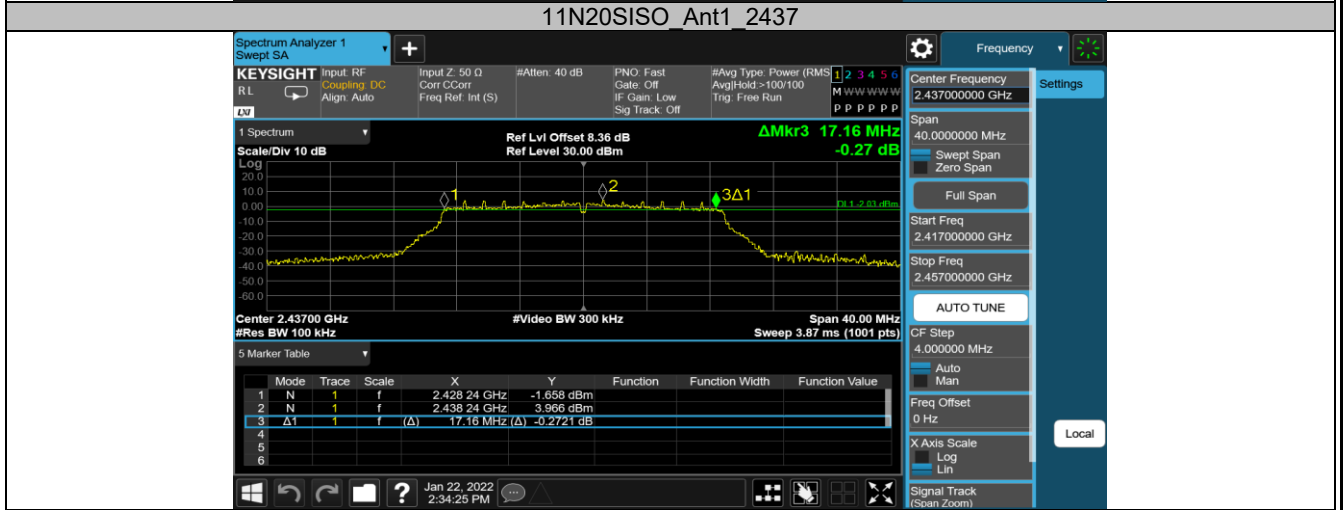 11N20SISO_Ant1_2437
Spectrum Analyzer 1
Swept SA
Frequency
KEYSIGHT
RL
LXI
Input: RF
Coupling: DC
Align: Auto
Input Z: 50 Ω
Corr CCorr
Freq Ref: Int (S)
#Atten: 40 dB
PNO: Fast
Gate: Off
IF Gain: Low
Sig Track: Off
#Avg Type: Power (RMS
Avg|Hold:>100/100
Trig: Free Run
1 2 3 4 5 6
M W W W W W
P P P P P P
1 Spectrum
Scale/Div 10 dB
Ref Lvl Offset 8.36 dB
Ref Level 30.00 dBm
ΔMkr3 17.16 MHz
-0.27 dB
Log
20.0
10.0
0.00
-10.0
-20.0
-30.0
-40.0
-50.0
-60.0
1
2
3Δ1
DL1 -2.03 dBm
Center 2.43700 GHz
#Res BW 100 kHz
#Video BW 300 kHz
Span 40.00 MHz
Sweep 3.87 ms (1001 pts)
5 Marker Table
Mode Trace Scale X Y Function Function Width Function Value
1 N 1 f 2.428 24 GHz -1.658 dBm
2 N 1 f 2.438 24 GHz 3.966 dBm
3 Δ1 1 f (Δ) 17.16 MHz (Δ) -0.2721 dB
4
5
6
Jan 22, 2022
2:34:25 PM
Center Frequency
2.437000000 GHz
Span
40.0000000 MHz
Swept Span
Zero Span
Full Span
Start Freq
2.417000000 GHz
Stop Freq
2.457000000 GHz
AUTO TUNE
CF Step
4.000000 MHz
Auto
Man
Freq Offset
0 Hz
X Axis Scale
Log
Lin
Signal Track
(Span Zoom)
Settings
Local